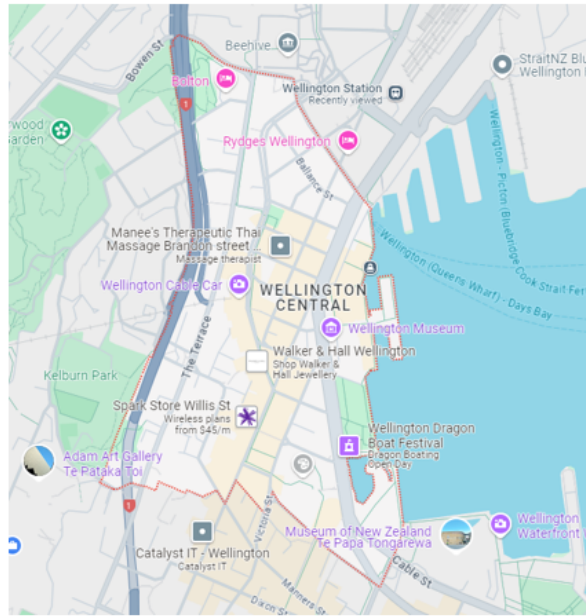 Bowen St
Beehive
StraitNZ Blu
Wellington
Bolton
Wellington Station
Recently viewed
1
rwood
Garden
Rydges Wellington
Ballance St
Wellington - Picton (Bluebridge Cook Strait Fer
Manee's Therapeutic Thai
Massage Brandon street ...
Massage therapist
Wellington (Queens Wharf) - Days Bay
Wellington Cable Car
WELLINGTON
CENTRAL
Wellington Museum
The Terrace
Walker & Hall Wellington
Shop Walker &
Hall Jewellery
Kelburn Park
Spark Store Willis St
Wireless plans
from $45/m
Wellington Dragon
Boat Festival
Dragon Boating
Open Day
Adam Art Gallery
Te Pātaka Toi
1
Victoria St
Museum of New Zealand
Te Papa Tongarewa
Wellington
Waterfront
Catalyst IT - Wellington
Catalyst IT
Cable St
Manners St
Dixon St